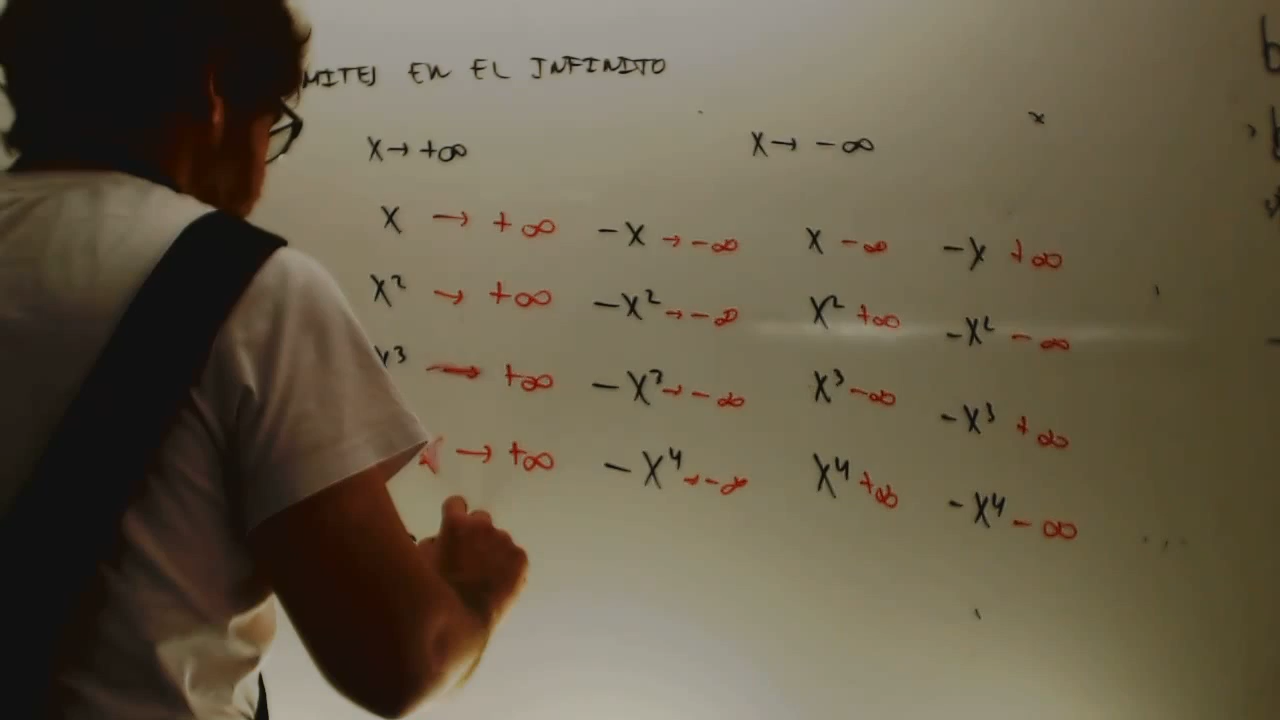 MITES EN EL INFINITO
X → +∞ X → -∞
X → +∞ -X → -∞ X -∞ -X +∞
X² → +∞ -X² → -∞ X² +∞ -X² -∞
X³ → +∞ -X³ → -∞ X³ -∞ -X³ +∞
→ +∞ -X⁴ → -∞ X⁴ +∞ -X⁴ -∞
...